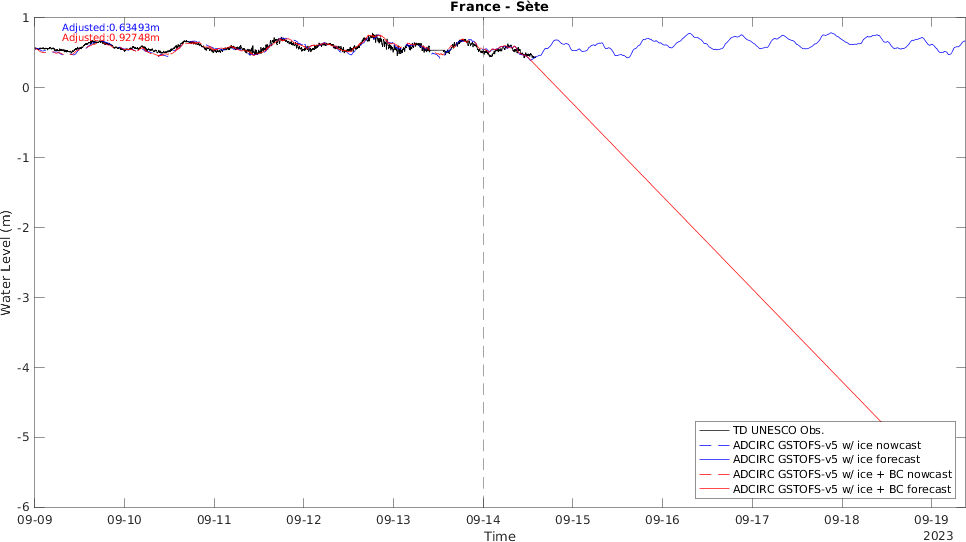 France - Sète
Adjusted:0.63493m
Adjusted:0.92748m
Water Level (m)
1
0
-1
-2
-3
-4
-5
-6
TD UNESCO Obs.
ADCIRC GSTOFS-v5 w/ ice nowcast
ADCIRC GSTOFS-v5 w/ ice forecast
ADCIRC GSTOFS-v5 w/ ice + BC nowcast
ADCIRC GSTOFS-v5 w/ ice + BC forecast
09-09 09-10 09-11 09-12 09-13 09-14 09-15 09-16 09-17 09-18 09-19
Time
2023